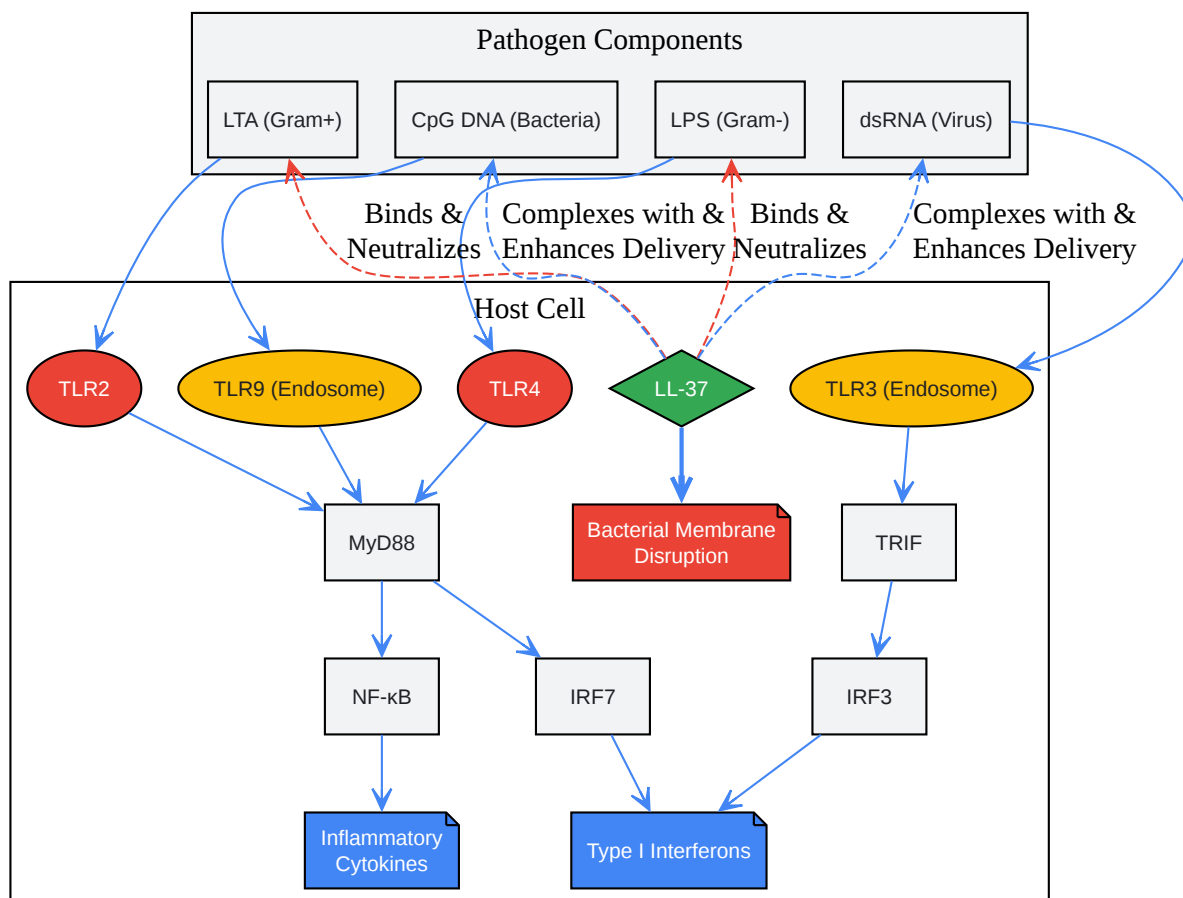 Pathogen Components
LTA (Gram+)
CpG DNA (Bacteria)
LPS (Gram-)
dsRNA (Virus)
Binds &
Neutralizes
Complexes with &
Enhances Delivery
Binds &
Neutralizes
Complexes with &
Enhances Delivery
Host Cell
TLR2
TLR9 (Endosome)
TLR4
LL-37
TLR3 (Endosome)
MyD88
Bacterial Membrane
Disruption
TRIF
NF-κB
IRF7
IRF3
Inflammatory
Cytokines
Type I Interferons